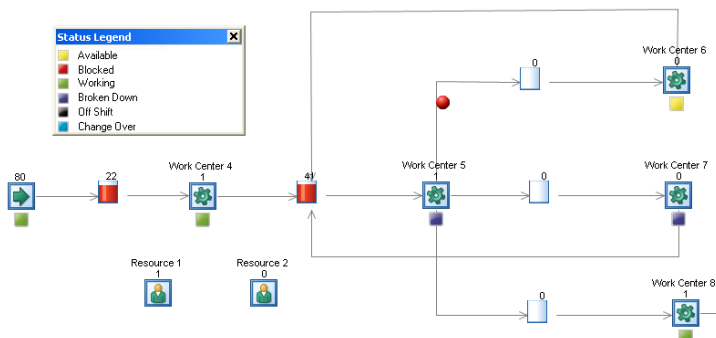 Status Legend
Available
Blocked
Working
Broken Down
Off Shift
Change Over
0
Work Center 6
0
80
22
Work Center 4
1
Work Center 5
1
0
Work Center 7
0
Resource 1
1
Resource 2
0
0
Work Center 8
1